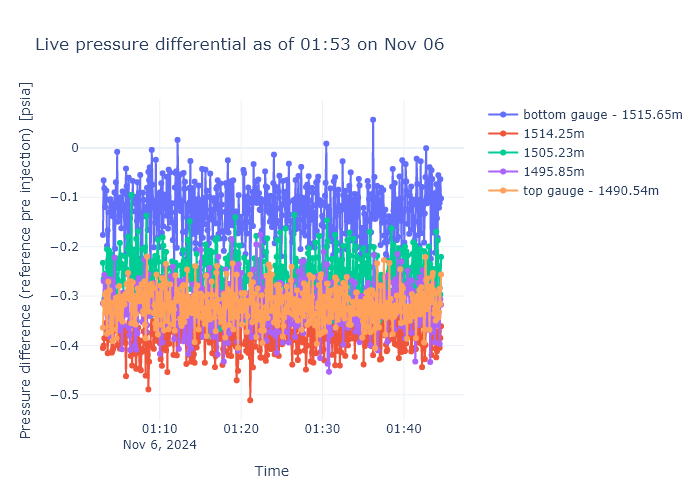 Live pressure differential as of 01:53 on Nov 06
Pressure difference (reference pre injection) [psia]
0
−0.1
−0.2
−0.3
−0.4
−0.5
01:10
Nov 6, 2024
01:20
01:30
01:40
Time
bottom gauge - 1515.65m
1514.25m
1505.23m
1495.85m
top gauge - 1490.54m